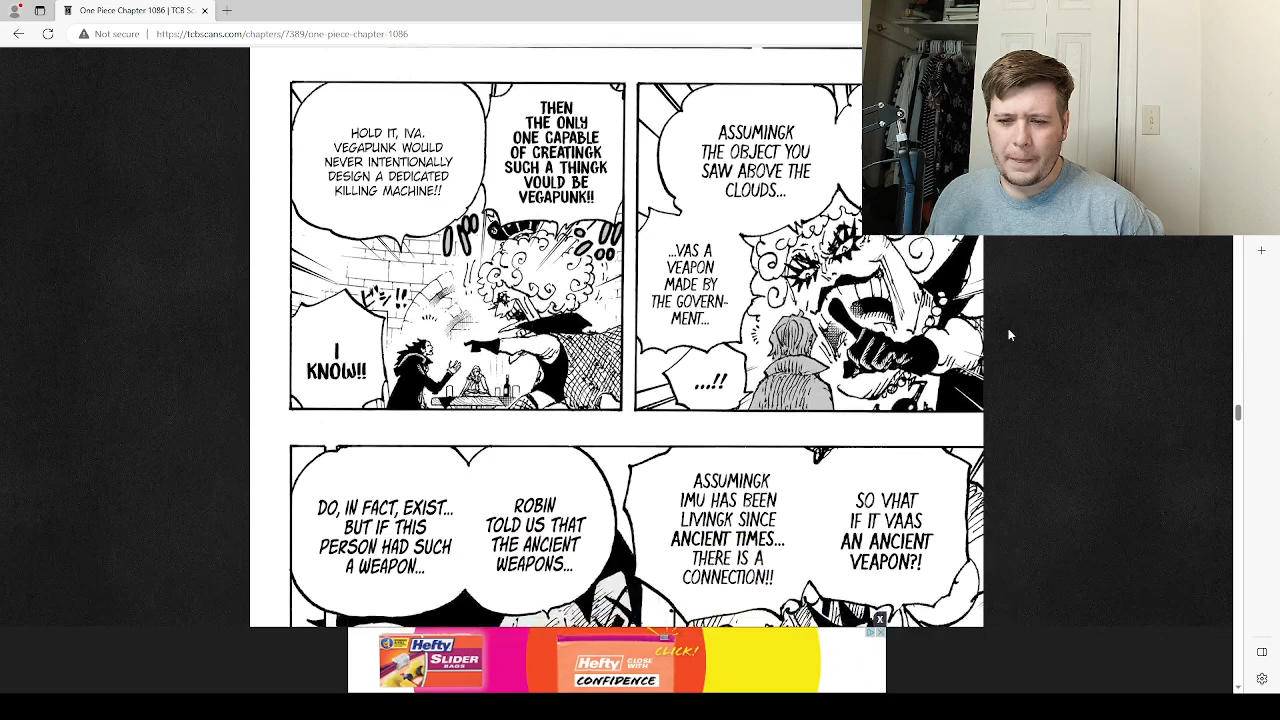 One Piece Chapter 1086 | TCB Sc
Not secure
https://tcbscans.com/chapters/7389/one-piece-chapter-1086
ASSUMINGK
THE OBJECT YOU
SAW ABOVE THE
CLOUDS...
...VAS A
VEAPON
MADE BY
THE GOVERN-
MENT...
...!!
THEN
THE ONLY
ONE CAPABLE
OF CREATINGK
SUCH A THINGK
VOULD BE
VEGAPUNK!!
HOLD IT, IVA.
VEGAPUNK WOULD
NEVER INTENTIONALLY
DESIGN A DEDICATED
KILLING MACHINE!!
ドン!!
I
KNOW!!
SO VHAT
IF IT VAAS
AN ANCIENT
VEAPON?!
ASSUMINGK
IMU HAS BEEN
LIVINGK SINCE
ANCIENT TIMES...
THERE IS A
CONNECTION!!
ROBIN
TOLD US THAT
THE ANCIENT
WEAPONS...
DO, IN FACT, EXIST...
BUT IF THIS
PERSON HAD SUCH
A WEAPON...
X
Hefty
SLIDER
BAGS
CLICK!
Hefty
CLOSE
WITH
CONFIDENCE